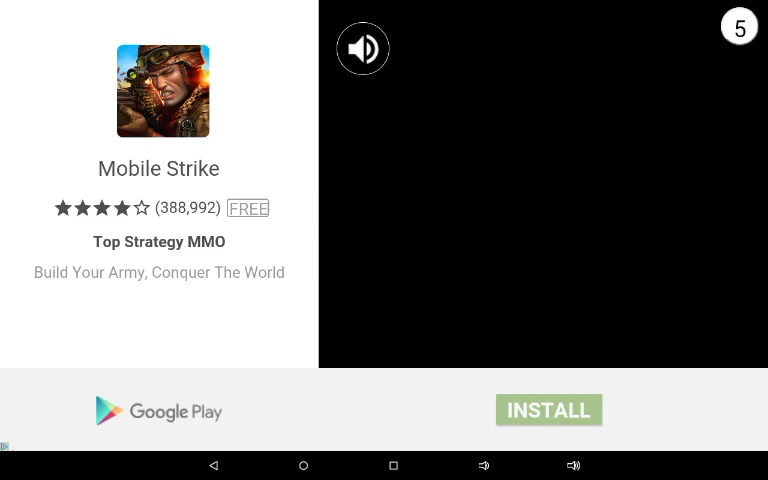 5
Mobile Strike
(388,992) FREE
Top Strategy MMO
Build Your Army, Conquer The World
Google Play
INSTALL